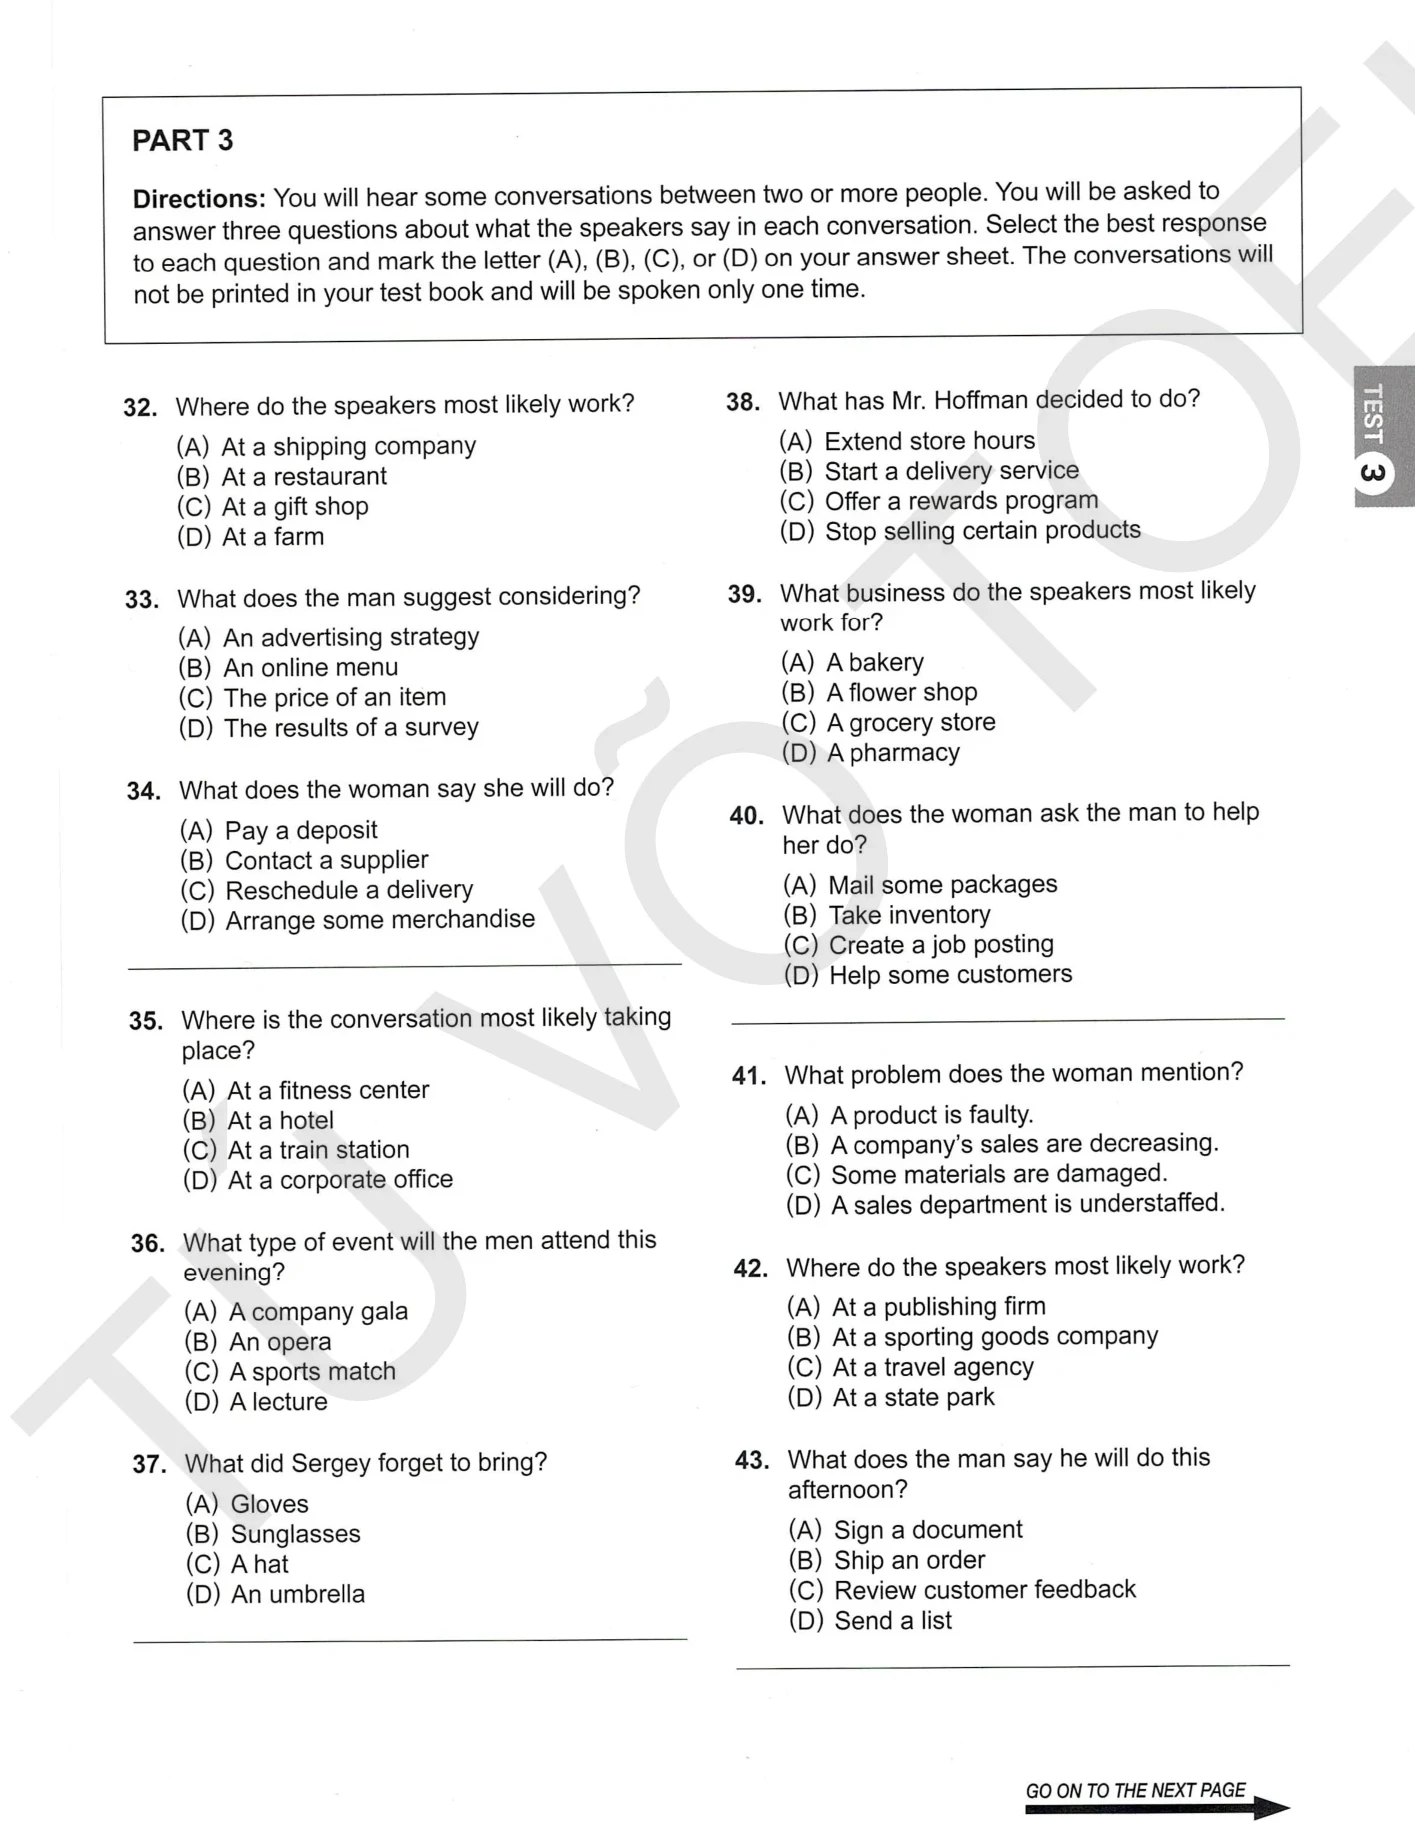 PART 3
Directions: You will hear some conversations between two or more people. You will be asked to
answer three questions about what the speakers say in each conversation. Select the best response
to each question and mark the letter (A), (B), (C), or (D) on your answer sheet. The conversations will
not be printed in your test book and will be spoken only one time.
32. Where do the speakers most likely work?
(A) At a shipping company
(B) At a restaurant
(C) At a gift shop
(D) At a farm
33. What does the man suggest considering?
(A) An advertising strategy
(B) An online menu
(C) The price of an item
(D) The results of a survey
34. What does the woman say she will do?
(A) Pay a deposit
(B) Contact a supplier
(C) Reschedule a delivery
(D) Arrange some merchandise
35. Where is the conversation most likely taking
place?
(A) At a fitness center
(B) At a hotel
(C) At a train station
(D) At a corporate office
36. What type of event will the men attend this
evening?
(A) A company gala
(B) An opera
(C) A sports match
(D) A lecture
37. What did Sergey forget to bring?
(A) Gloves
(B) Sunglasses
(C) A hat
(D) An umbrella
38. What has Mr. Hoffman decided to do?
(A) Extend store hours
(B) Start a delivery service
(C) Offer a rewards program
(D) Stop selling certain products
39. What business do the speakers most likely
work for?
(A) A bakery
(B) A flower shop
(C) A grocery store
(D) A pharmacy
40. What does the woman ask the man to help
her do?
(A) Mail some packages
(B) Take inventory
(C) Create a job posting
(D) Help some customers
41. What problem does the woman mention?
(A) A product is faulty.
(B) A company's sales are decreasing.
(C) Some materials are damaged.
(D) A sales department is understaffed.
42. Where do the speakers most likely work?
(A) At a publishing firm
(B) At a sporting goods company
(C) At a travel agency
(D) At a state park
43. What does the man say he will do this
afternoon?
(A) Sign a document
(B) Ship an order
(C) Review customer feedback
(D) Send a list
TEST 3
GO ON TO THE NEXT PAGE
TÚ VÕ TOE